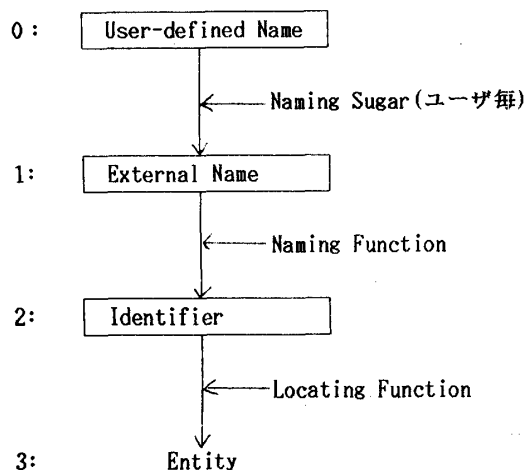 0: User-defined Name
Naming Sugar(ユーザ毎)
1: External Name
Naming Function
2: Identifier
Locating Function
3: Entity